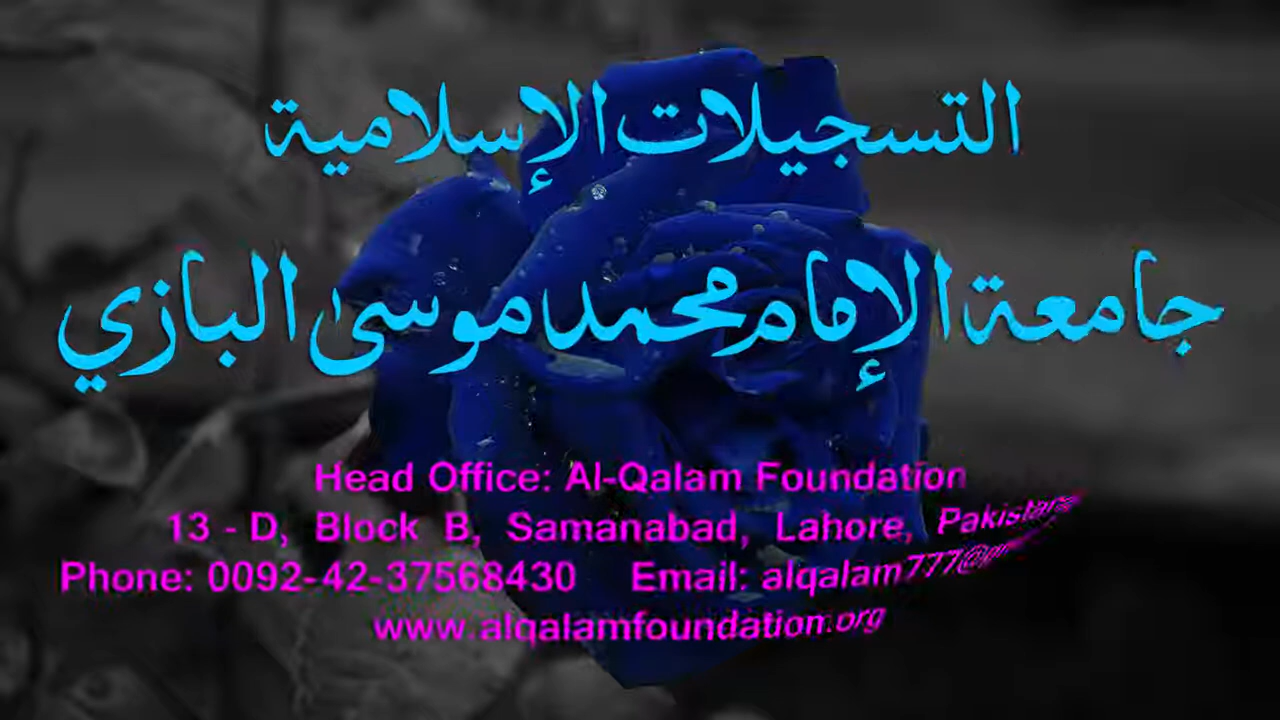 التسجيلات الإسلامية
جامعة الإمام محمد موسى البازي
Head Office: Al-Qalam Foundation
13 - D, Block B, Samanabad, Lahore, Pakistan
Phone: 0092-42-37568430 Email:
www.alqalamfoundation.org